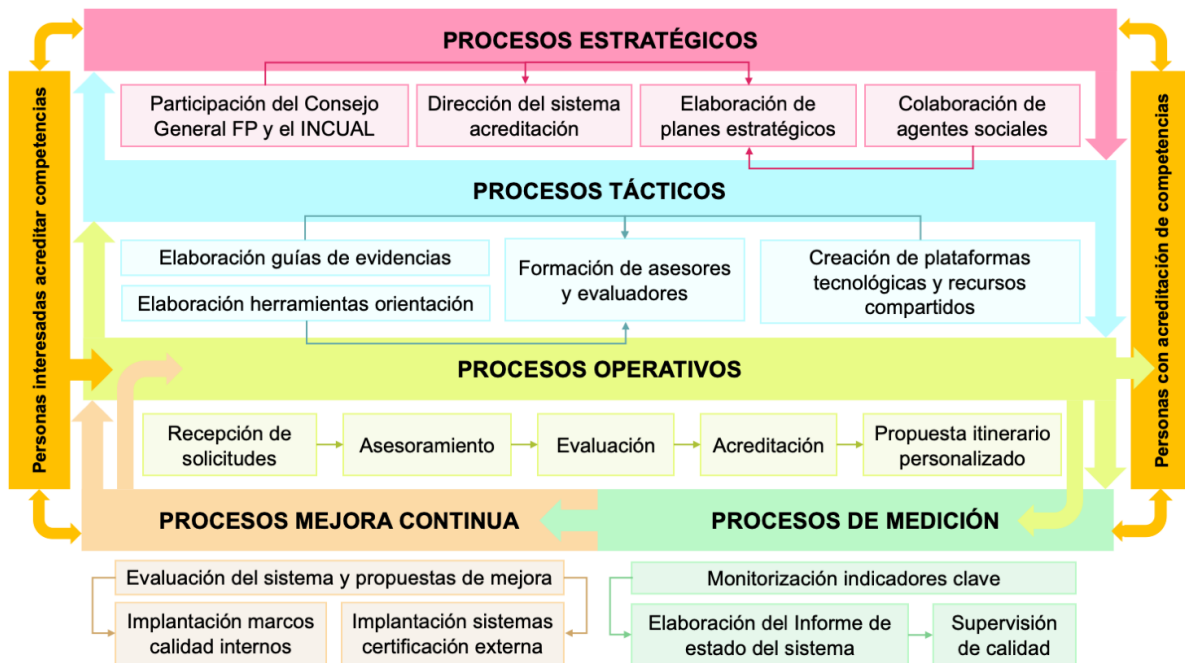 PROCESOS ESTRATÉGICOS
Participación del Consejo
General FP y el INCUAL
Dirección del sistema
acreditación
Elaboración de
planes estratégicos
Colaboración de
agentes sociales
PROCESOS TÁCTICOS
Elaboración guías de evidencias
Elaboración herramientas orientación
Formación de asesores
y evaluadores
Creación de plataformas
tecnológicas y recursos
compartidos
PROCESOS OPERATIVOS
Recepción de
solicitudes
Asesoramiento
Evaluación
Acreditación
Propuesta itinerario
personalizado
PROCESOS MEJORA CONTINUA
PROCESOS DE MEDICIÓN
Evaluación del sistema y propuestas de mejora
Implantación marcos
calidad internos
Implantación sistemas
certificación externa
Monitorización indicadores clave
Elaboración del Informe de
estado del sistema
Supervisión
de calidad
Personas interesadas acreditar competencias
Personas con acreditación de competencias